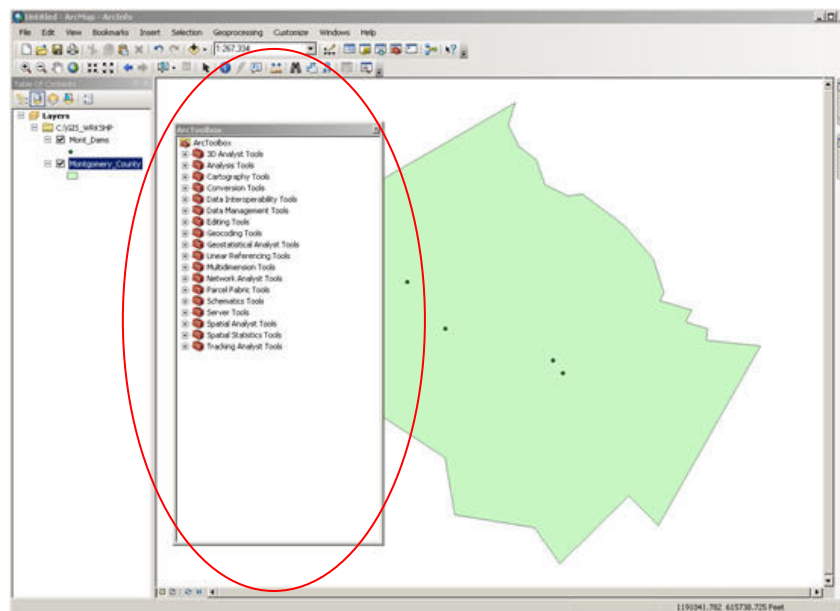 Untitled - ArcMap - ArcInfo
File Edit View Bookmarks Insert Selection Geoprocessing Customize Windows Help
1:267,334
Table Of Contents
Layers
C:\GIS_WRKSHP
Mont_Dams
Montgomery_County
ArcToolbox
ArcToolbox
3D Analyst Tools
Analysis Tools
Cartography Tools
Conversion Tools
Data Interoperability Tools
Data Management Tools
Editing Tools
Geocoding Tools
Geostatistical Analyst Tools
Linear Referencing Tools
Multidimension Tools
Network Analyst Tools
Parcel Fabric Tools
Schematics Tools
Server Tools
Spatial Analyst Tools
Spatial Statistics Tools
Tracking Analyst Tools
1191041.782 615738.725 Feet